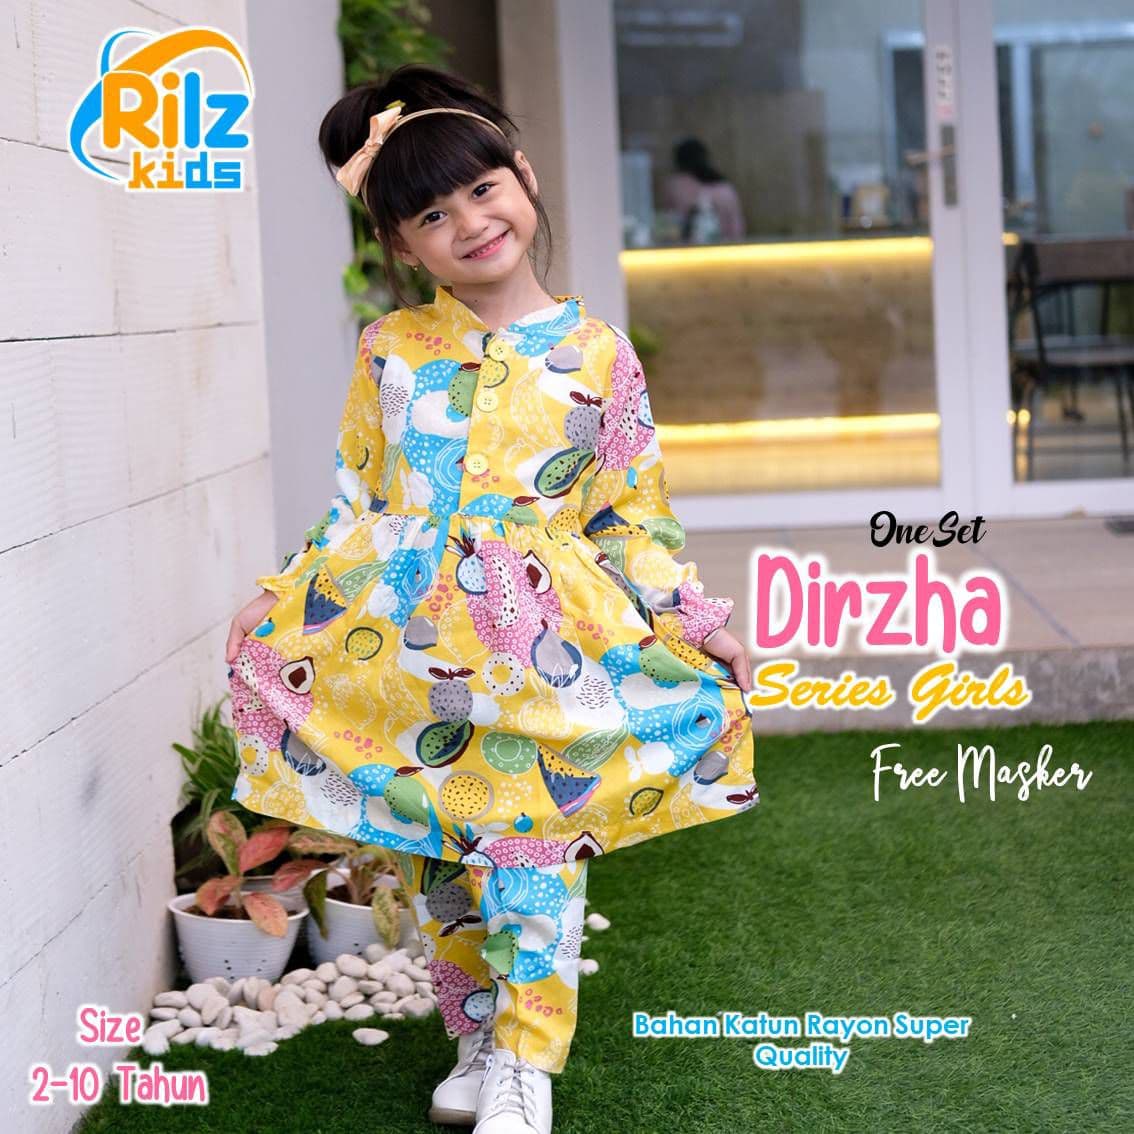 Rilz
kids
One Set
Dirzha
Series Girls
Free Masker
Size
2-10 Tahun
Bahan Katun Rayon Super
Quality